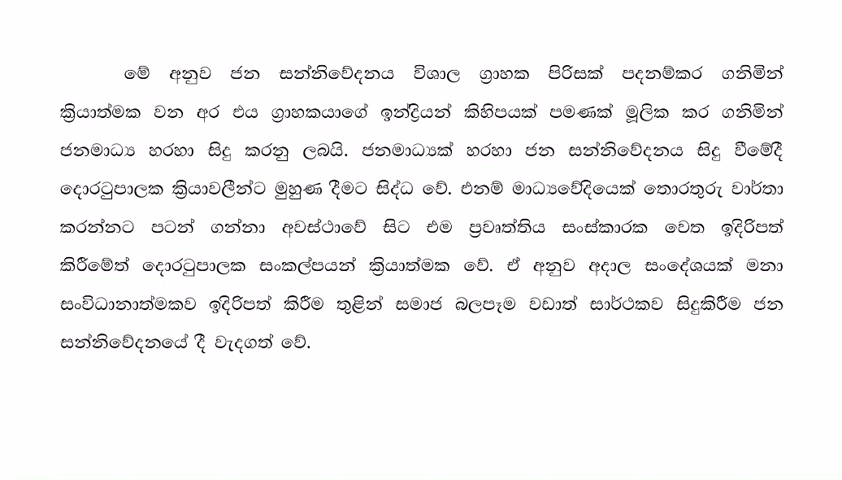 මේ අනුව ජන සන්නිවේදනය විශාල ග්‍රාහක පිරිසක් පදනම්කර ගනිමින්
ක්‍රියාත්මක වන අර එය ග්‍රාහකයාගේ ඉන්ද්‍රියන් කිහිපයක් පමණක් මූලික කර ගනිමින්
ජනමාධ්‍ය හරහා සිදු කරනු ලබයි. ජනමාධ්‍යක් හරහා ජන සන්නිවේදනය සිදු වීමේදී
දොරටුපාලක ක්‍රියාවලීන්ට මුහුණ දීමට සිද්ධ වේ. එනම් මාධ්‍යවේදියෙක් තොරතුරු වාර්තා
කරන්නට පටන් ගන්නා අවස්ථාවේ සිට එම ප්‍රවෘත්තිය සංස්කාරක වෙත ඉදිරිපත්
කිරීමේත් දොරටුපාලක සංකල්පයන් ක්‍රියාත්මක වේ. ඒ අනුව අදාල සංදේශයක් මනා
සංවිධානාත්මකව ඉදිරිපත් කිරීම තුළින් සමාජ බලපෑම වඩාත් සාර්ථකව සිදුකිරීම ජන
සන්නිවේදනයේ දී වැදගත් වේ.